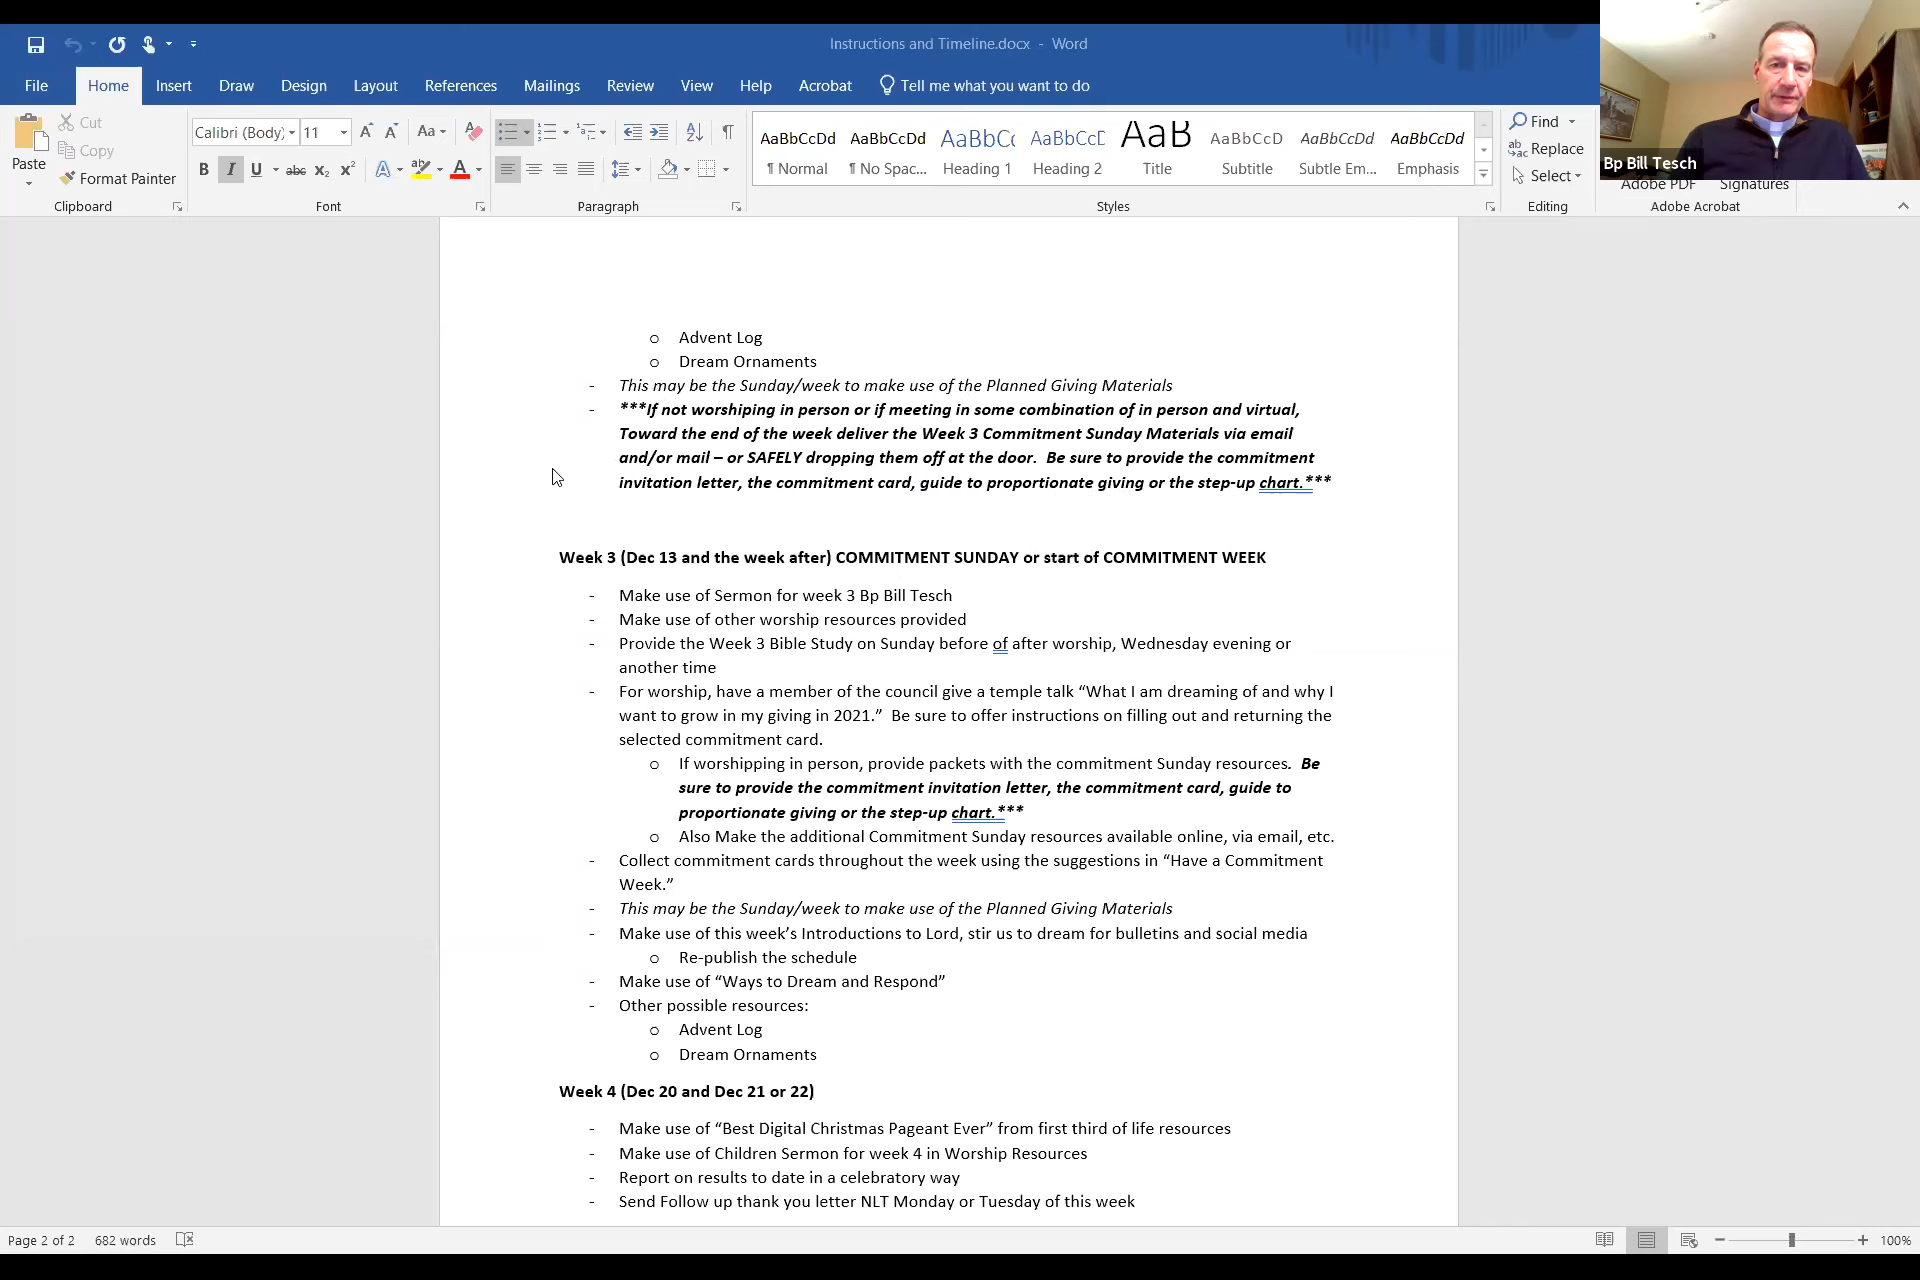 Instructions and Timeline.docx - Word
File Home Insert Draw Design Layout References Mailings Review View Help Acrobat Tell me what you want to do
Paste
Cut
Copy
Format Painter
Clipboard
Calibri (Body) 11
Aa
B I U abc x₂ x² A A
Font
Paragraph
AaBbCcDd AaBbCcDd AaBbC AaBbCcD AaB AaBbCcD AaBbCcDd AaBbCcDd
¶ Normal ¶ No Spac... Heading 1 Heading 2 Title Subtitle Subtle Em... Emphasis
Styles
Find
Replace
Select
Editing
Adobe PDF Signatures
Adobe Acrobat
Bp Bill Tesch
o Advent Log
o Dream Ornaments
- This may be the Sunday/week to make use of the Planned Giving Materials
- ***If not worshiping in person or if meeting in some combination of in person and virtual,
Toward the end of the week deliver the Week 3 Commitment Sunday Materials via email
and/or mail – or SAFELY dropping them off at the door. Be sure to provide the commitment
invitation letter, the commitment card, guide to proportionate giving or the step-up chart.***
Week 3 (Dec 13 and the week after) COMMITMENT SUNDAY or start of COMMITMENT WEEK
- Make use of Sermon for week 3 Bp Bill Tesch
- Make use of other worship resources provided
- Provide the Week 3 Bible Study on Sunday before of after worship, Wednesday evening or
another time
- For worship, have a member of the council give a temple talk “What I am dreaming of and why I
want to grow in my giving in 2021.” Be sure to offer instructions on filling out and returning the
selected commitment card.
o If worshipping in person, provide packets with the commitment Sunday resources. Be
sure to provide the commitment invitation letter, the commitment card, guide to
proportionate giving or the step-up chart.***
o Also Make the additional Commitment Sunday resources available online, via email, etc.
- Collect commitment cards throughout the week using the suggestions in “Have a Commitment
Week.”
- This may be the Sunday/week to make use of the Planned Giving Materials
- Make use of this week’s Introductions to Lord, stir us to dream for bulletins and social media
o Re-publish the schedule
- Make use of “Ways to Dream and Respond”
- Other possible resources:
o Advent Log
o Dream Ornaments
Week 4 (Dec 20 and Dec 21 or 22)
- Make use of “Best Digital Christmas Pageant Ever” from first third of life resources
- Make use of Children Sermon for week 4 in Worship Resources
- Report on results to date in a celebratory way
- Send Follow up thank you letter NLT Monday or Tuesday of this week
Page 2 of 2 682 words 100%